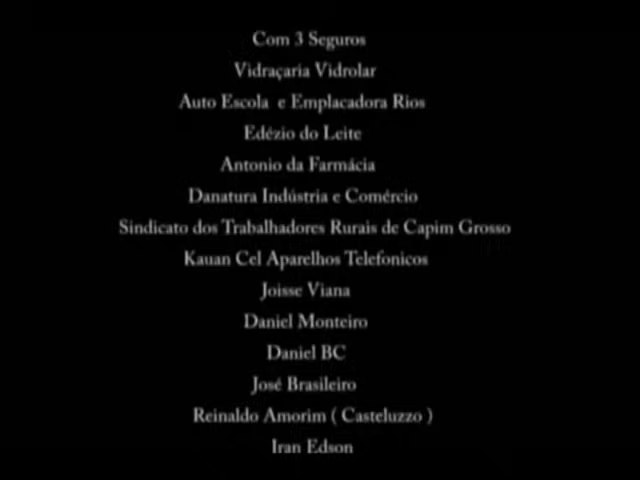 Com 3 Seguros
Vidraçaria Vidrolar
Auto Escola e Emplacadora Rios
Edézio do Leite
Antonio da Farmácia
Danatura Indústria e Comércio
Sindicato dos Trabalhadores Rurais de Capim Grosso
Kauan Cel Aparelhos Telefonicos
Joisse Viana
Daniel Monteiro
Daniel BC
José Brasileiro
Reinaldo Amorim ( Casteluzzo )
Iran Edson